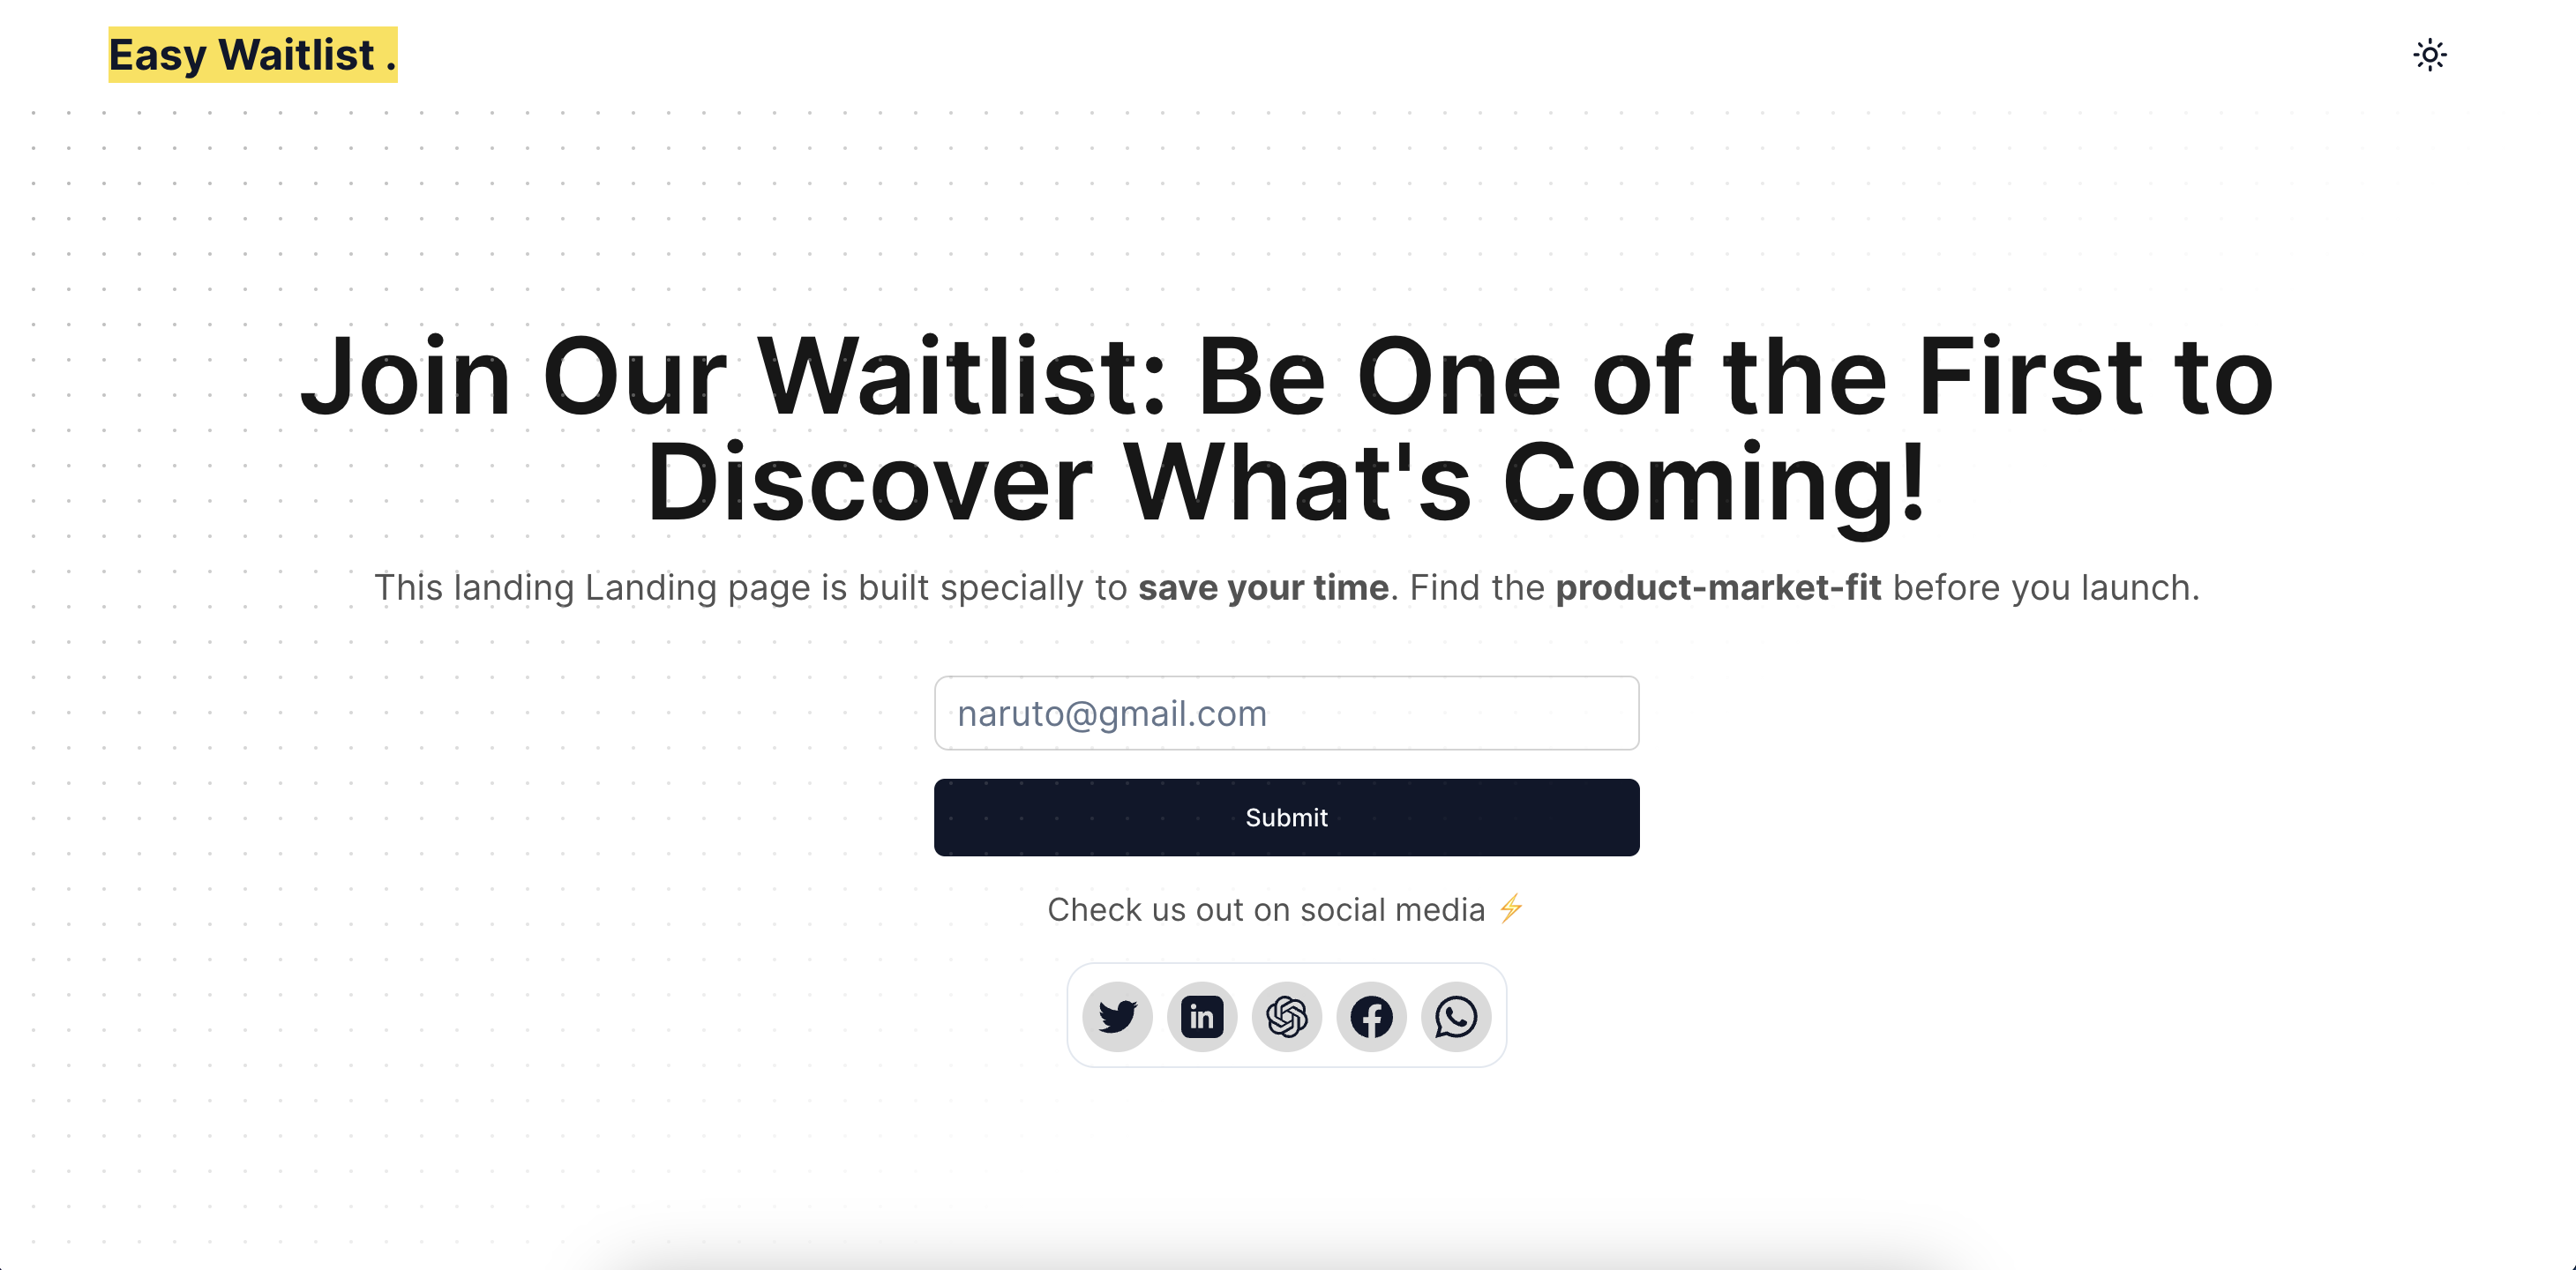 Easy Waitlist .
Join Our Waitlist: Be One of the First to
Discover What's Coming!
This landing Landing page is built specially to save your time. Find the product-market-fit before you launch.
naruto@gmail.com
Submit
Check us out on social media ⚡
in